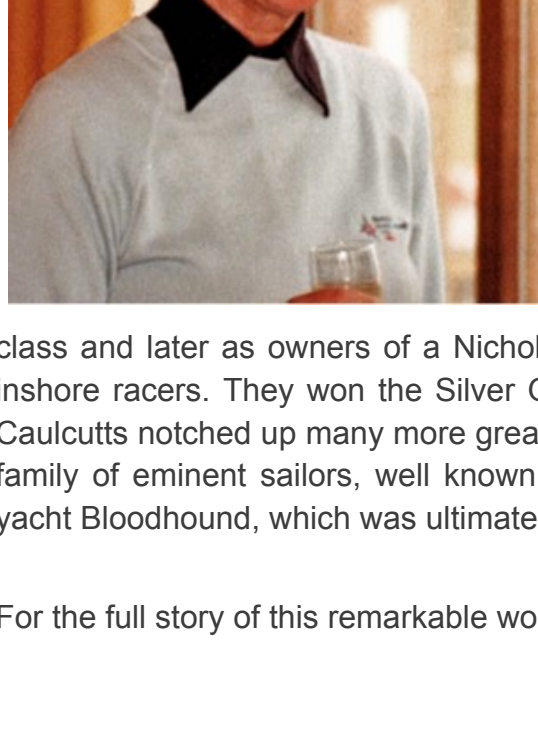 class and later as owners of a Nichol
inshore racers. They won the Silver
Caulcutts notched up many more grea
family of eminent sailors, well known
yacht Bloodhound, which was ultimate
For the full story of this remarkable wo